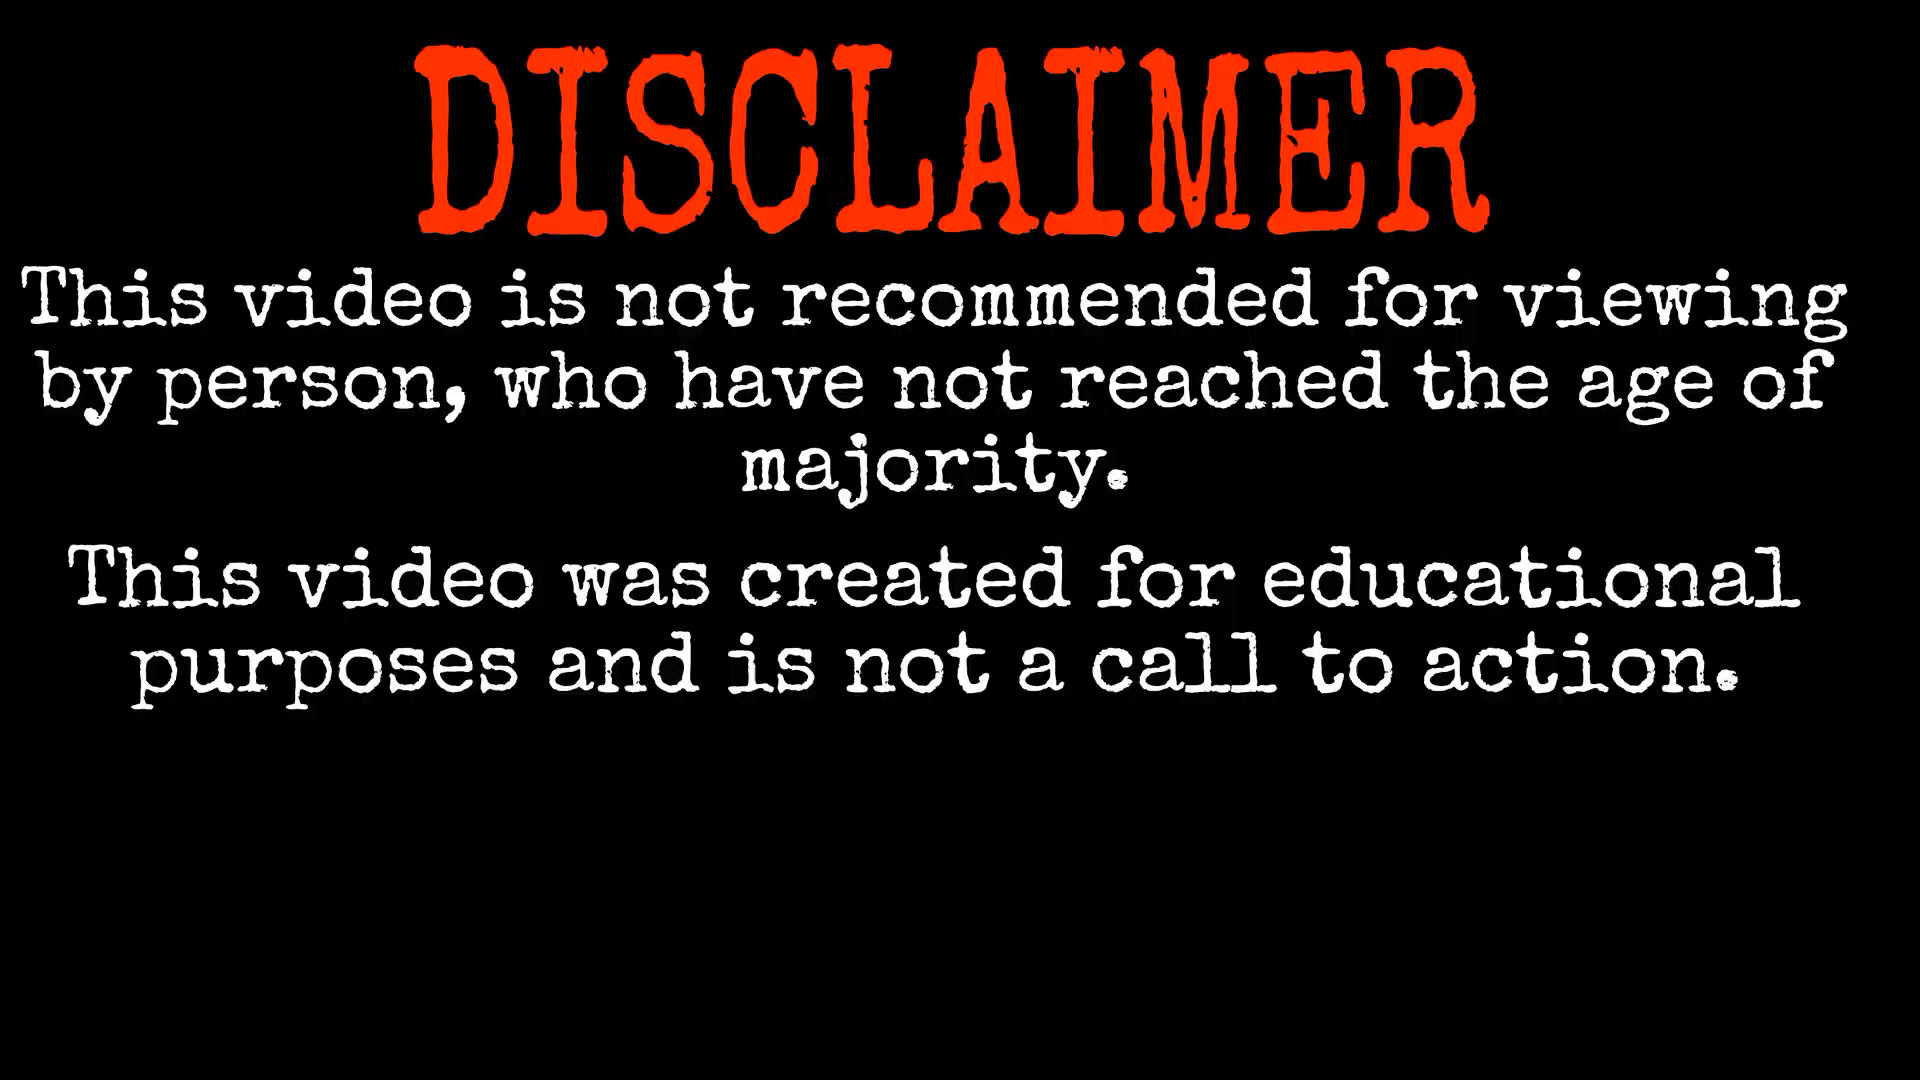 DISCLAIMER
This video is not recommended for viewing
by person, who have not reached the age of
majority.
This video was created for educational
purposes and is not a call to action.